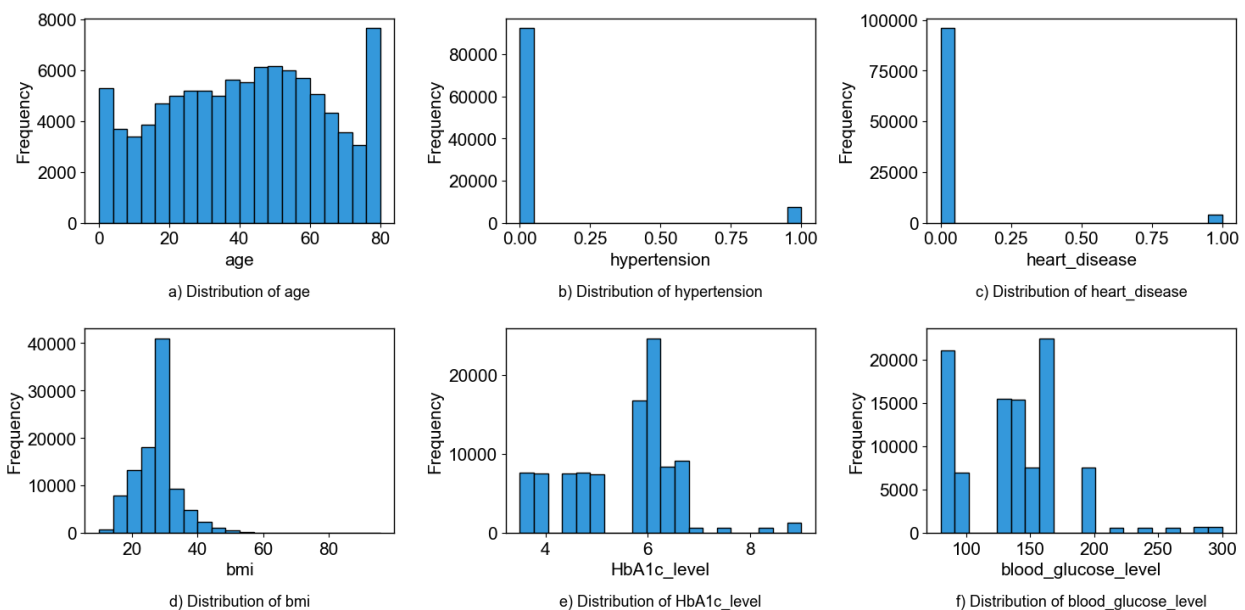 8000
6000
4000
2000
0
Frequency
0 20 40 60 80
age
a) Distribution of age
80000
60000
40000
20000
0
Frequency
0.00 0.25 0.50 0.75 1.00
hypertension
b) Distribution of hypertension
100000
75000
50000
25000
0
Frequency
0.00 0.25 0.50 0.75 1.00
heart_disease
c) Distribution of heart_disease
40000
30000
20000
10000
0
Frequency
20 40 60 80
bmi
d) Distribution of bmi
20000
10000
0
Frequency
4 6 8
HbA1c_level
e) Distribution of HbA1c_level
20000
15000
10000
5000
0
Frequency
100 150 200 250 300
blood_glucose_level
f) Distribution of blood_glucose_level